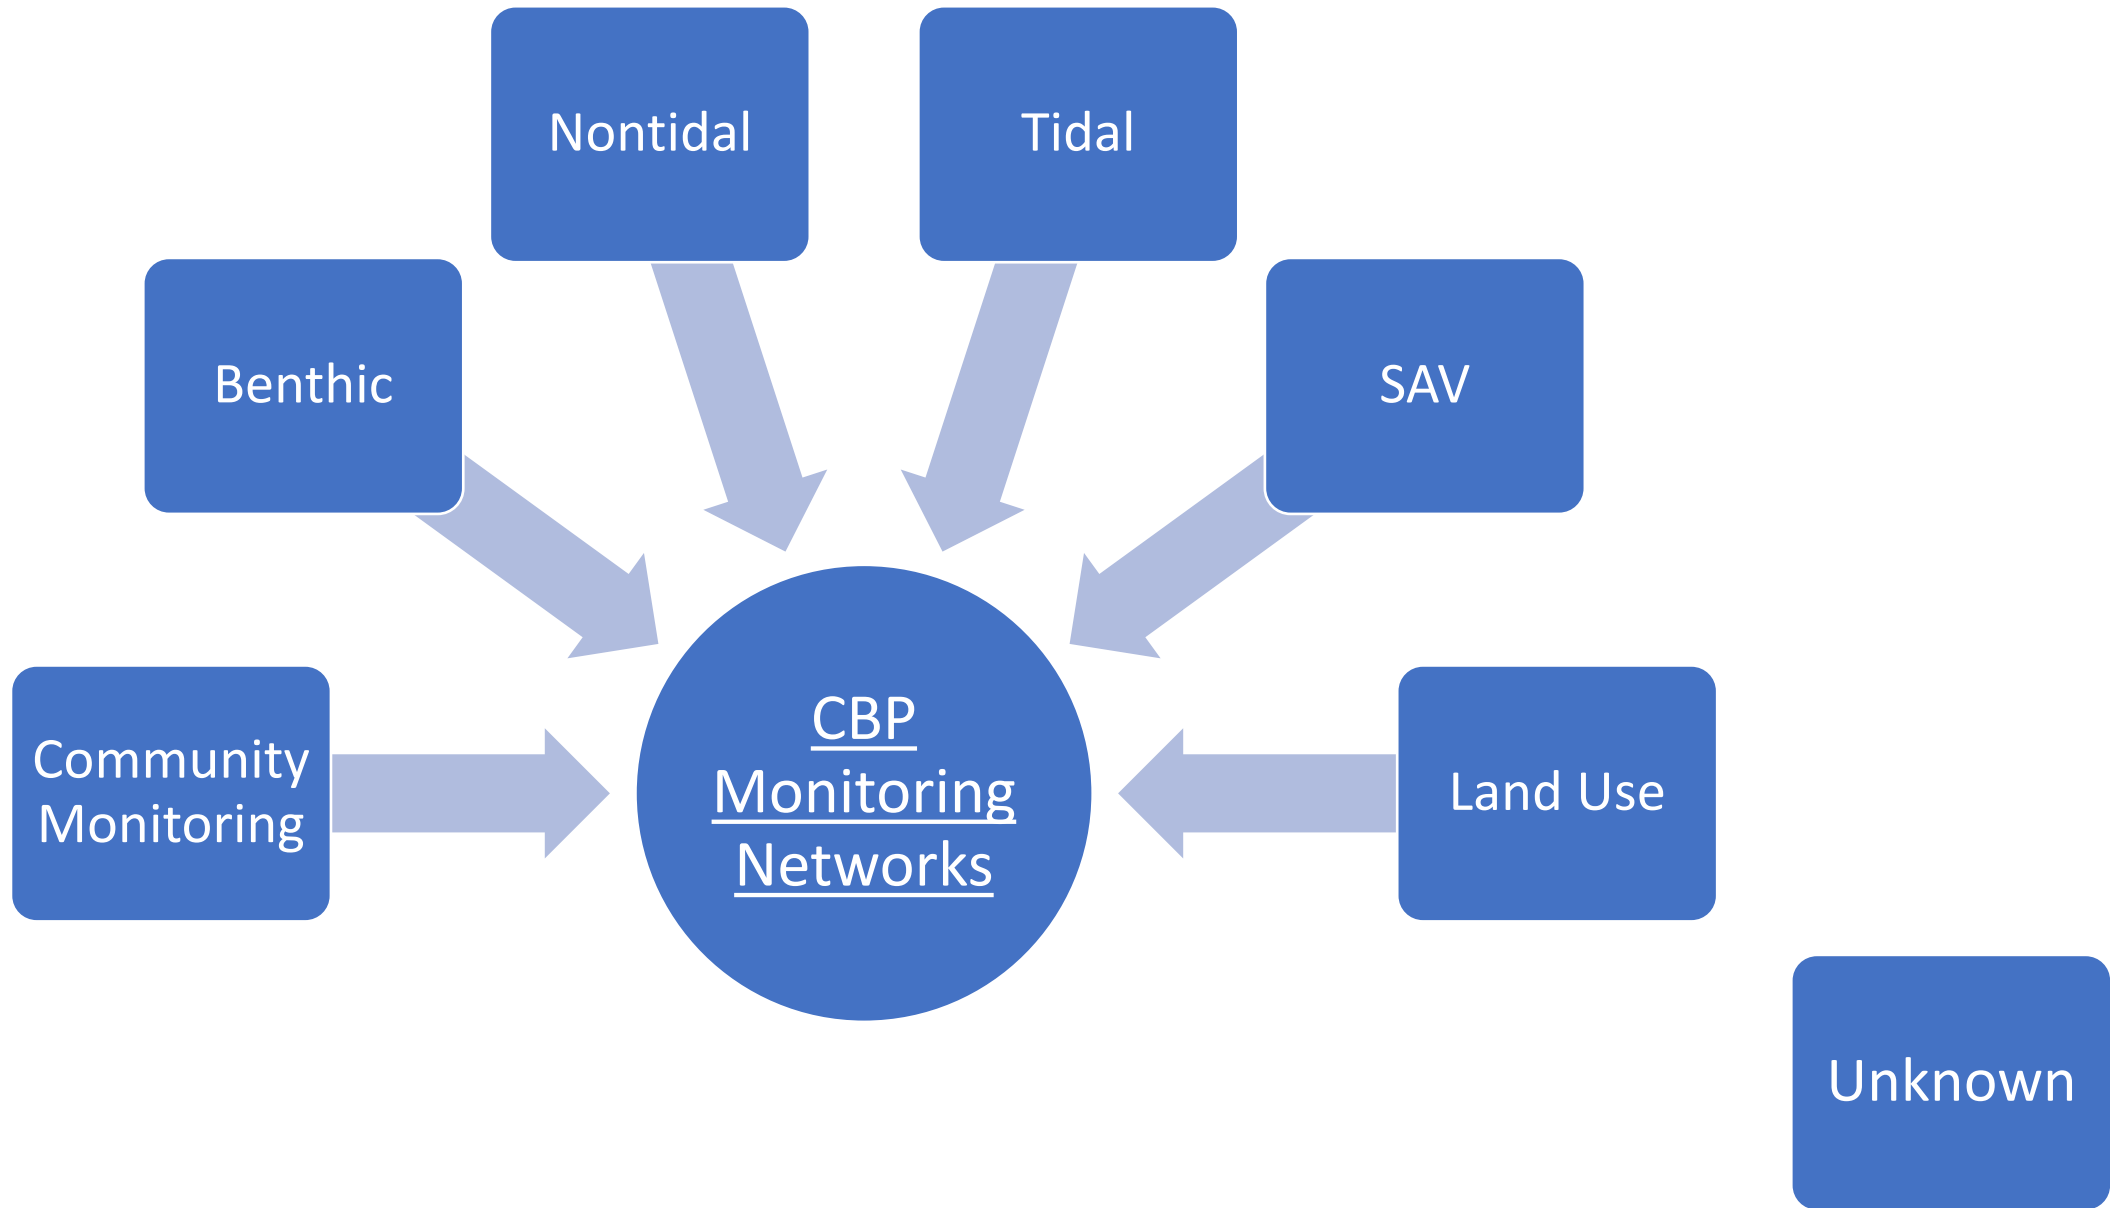 Nontidal
Tidal
Benthic
SAV
Community
Monitoring
CBP
Monitoring
Networks
Land Use
Unknown